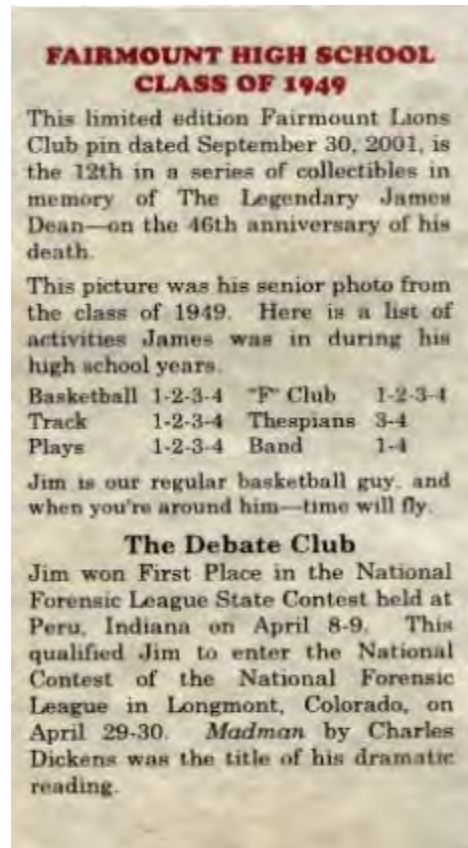 FAIRMOUNT HIGH SCHOOL
CLASS OF 1949
This limited edition Fairmount Lions
Club pin dated September 30, 2001, is
the 12th in a series of collectibles in
memory of The Legendary James
Dean—on the 46th anniversary of his
death.
This picture was his senior photo from
the class of 1949. Here is a list of
activities James was in during his
high school years.
Basketball 1-2-3-4 "F" Club 1-2-3-4
Track 1-2-3-4 Thespians 3-4
Plays 1-2-3-4 Band 1-4
Jim is our regular basketball guy, and
when you're around him—time will fly.
The Debate Club
Jim won First Place in the National
Forensic League State Contest held at
Peru, Indiana on April 8-9. This
qualified Jim to enter the National
Contest of the National Forensic
League in Longmont, Colorado, on
April 29-30. Madman by Charles
Dickens was the title of his dramatic
reading.